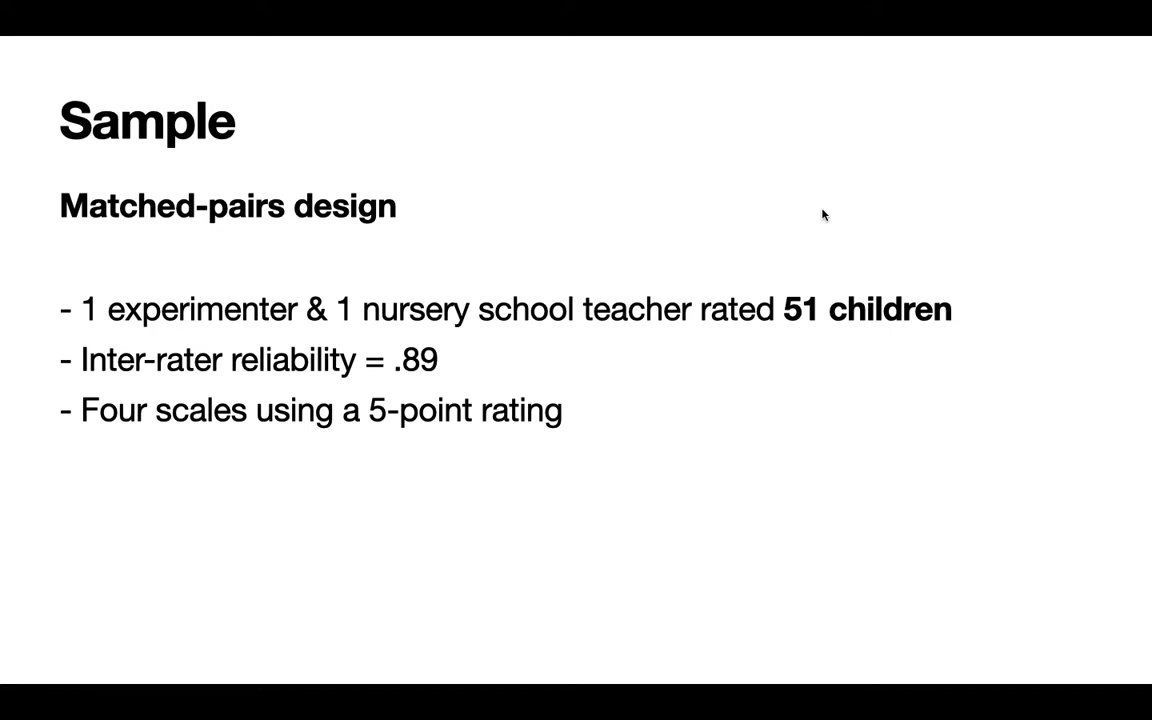 Sample
Matched-pairs design
- 1 experimenter & 1 nursery school teacher rated 51 children
- Inter-rater reliability = .89
- Four scales using a 5-point rating